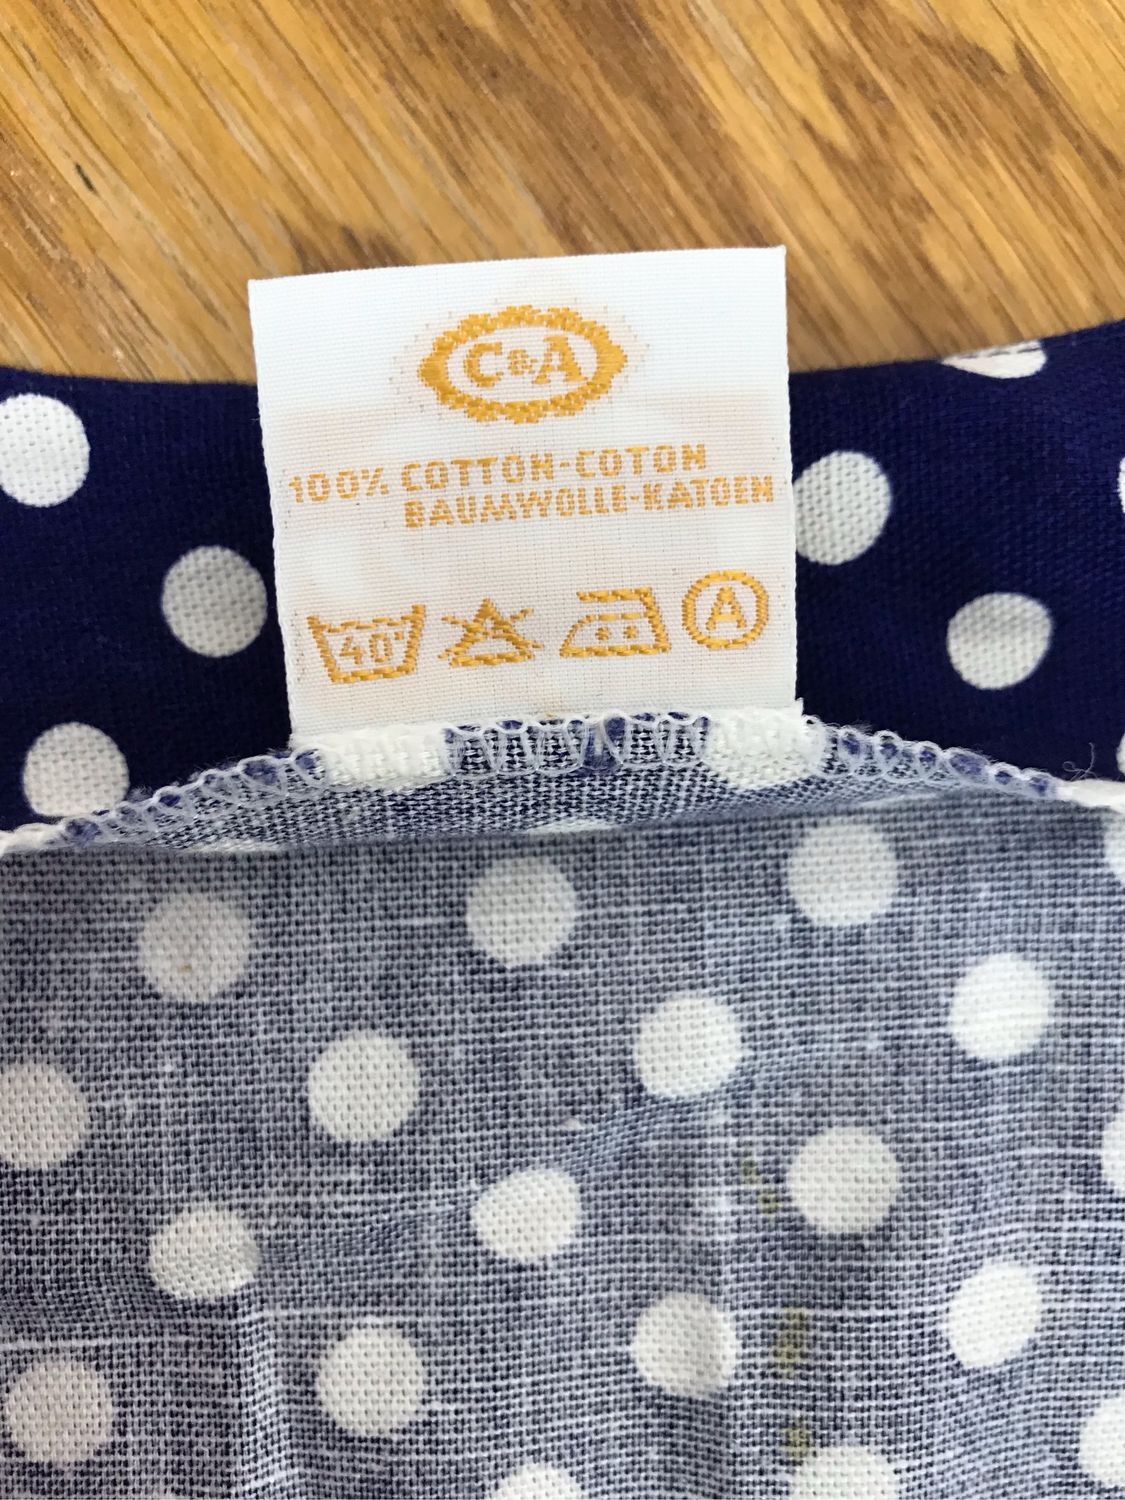 C&A
100% COTTON-COTON
BAUMWOLLE-KATOEN
40°
A